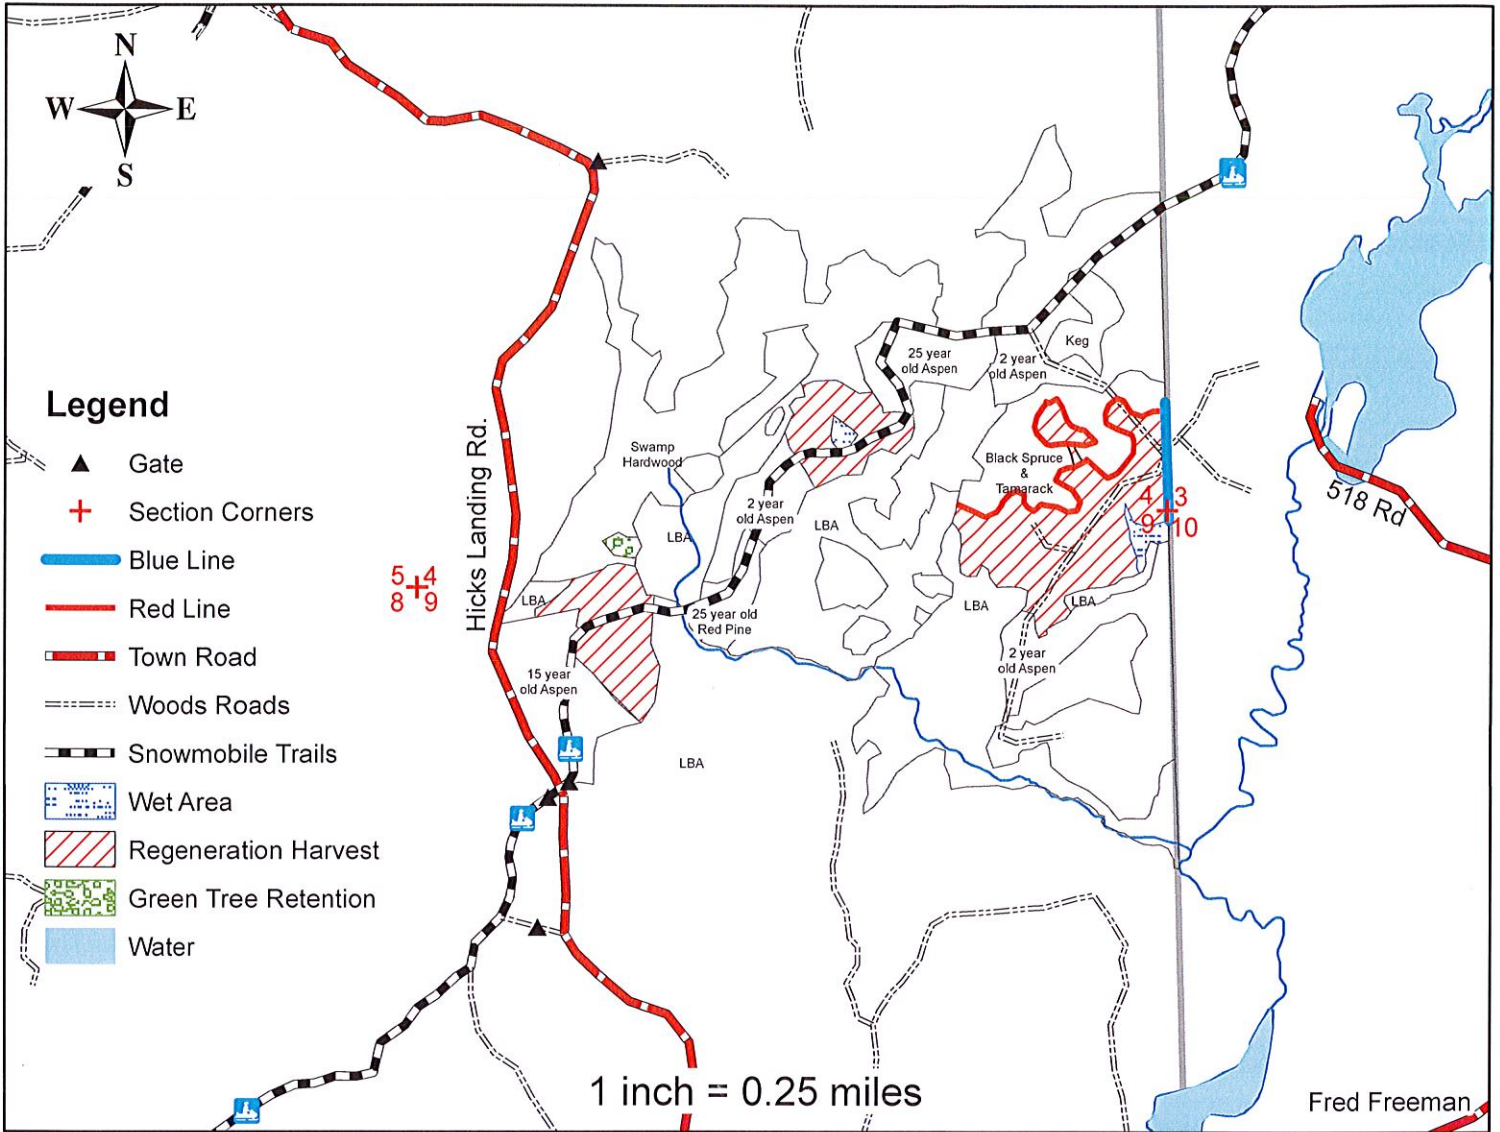 N
W E
S
Legend
Gate
Section Corners
Blue Line
Red Line
Town Road
Woods Roads
Snowmobile Trails
Wet Area
Regeneration Harvest
Green Tree Retention
Water
Hicks Landing Rd.
5 4
8 9
Keg
25 year
old Aspen
2 year
old Aspen
Swamp
Hardwood
Black Spruce
&
Tamarack
4 3
9 10
518 Rd
2 year
old Aspen
LBA
LBA
LBA
LBA
LBA
25 year old
Red Pine
2 year
old Aspen
15 year
old Aspen
LBA
1 inch = 0.25 miles
Fred Freeman